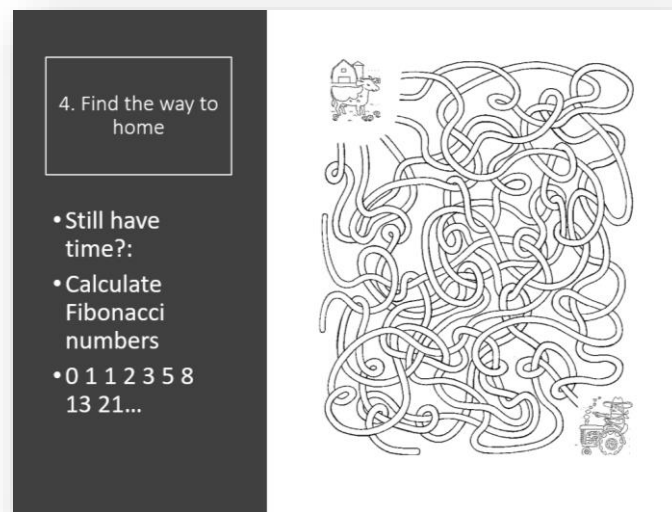 4. Find the way to
home
• Still have
time?:
• Calculate
Fibonacci
numbers
• 0 1 1 2 3 5 8
13 21...